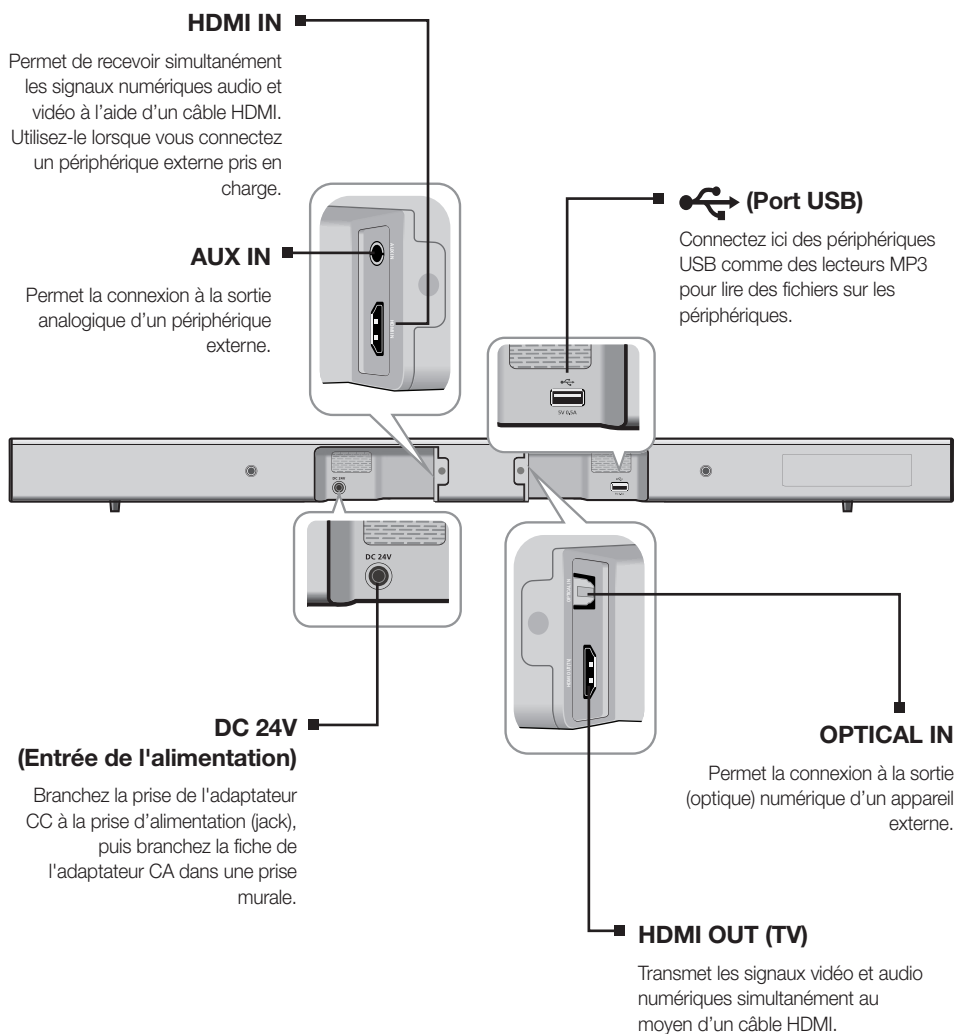 HDMI IN
Permet de recevoir simultanément
les signaux numériques audio et
vidéo à l’aide d’un câble HDMI.
Utilisez-le lorsque vous connectez
un périphérique externe pris en
charge.
AUX IN
Permet la connexion à la sortie
analogique d’un périphérique
externe.
(Port USB)
Connectez ici des périphériques
USB comme des lecteurs MP3
pour lire des fichiers sur les
périphériques.
AUX IN
HDMI IN
5V 0,5A
DC 24V
DC 24V
DC 24V
(Entrée de l'alimentation)
Branchez la prise de l'adaptateur
CC à la prise d’alimentation (jack),
puis branchez la fiche de
l'adaptateur CA dans une prise
murale.
OPTICAL IN
Permet la connexion à la sortie
(optique) numérique d’un appareil
externe.
HDMI OUT (TV)
Transmet les signaux vidéo et audio
numériques simultanément au
moyen d’un câble HDMI.